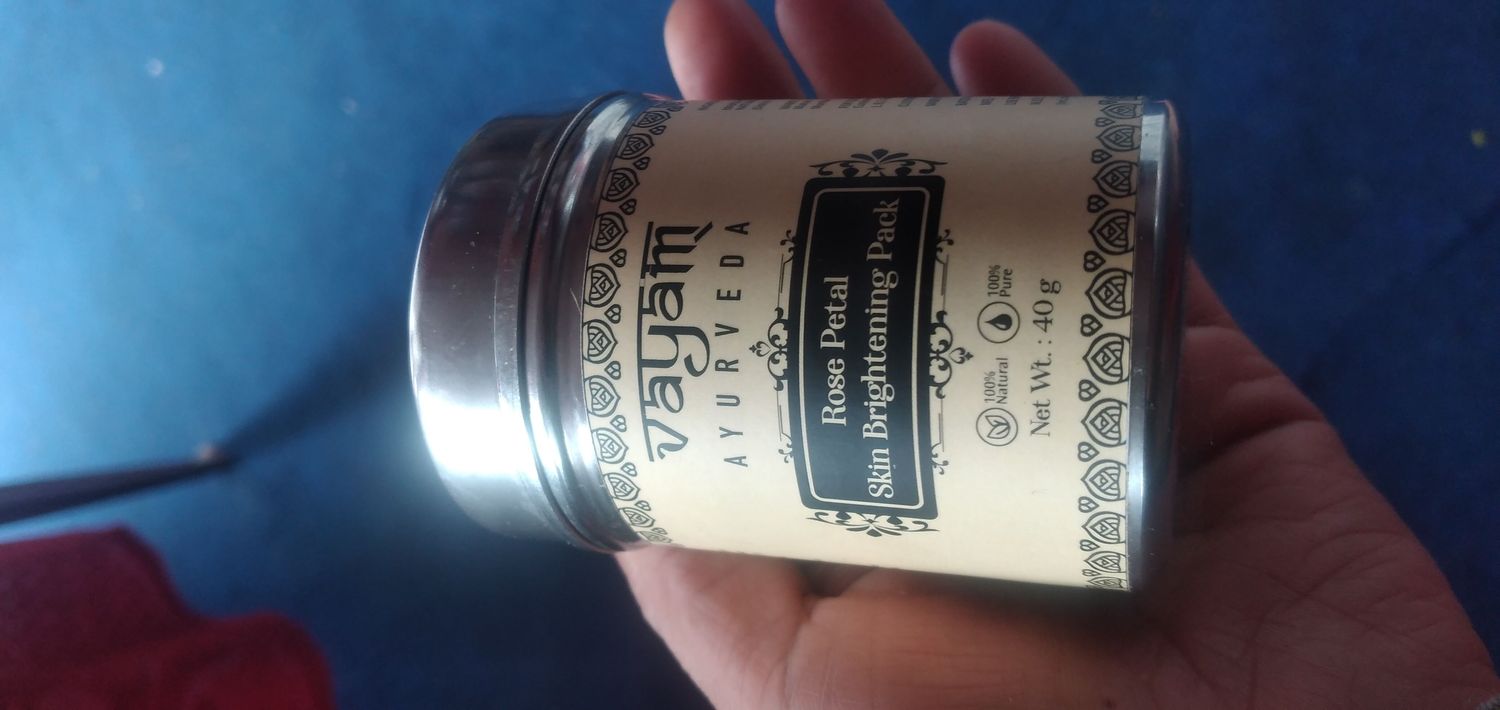 vayam
AYURVEDA
Rose Petal
Skin Brightening Pack
100%
Natural
100%
Pure
Net Wt. : 40 g